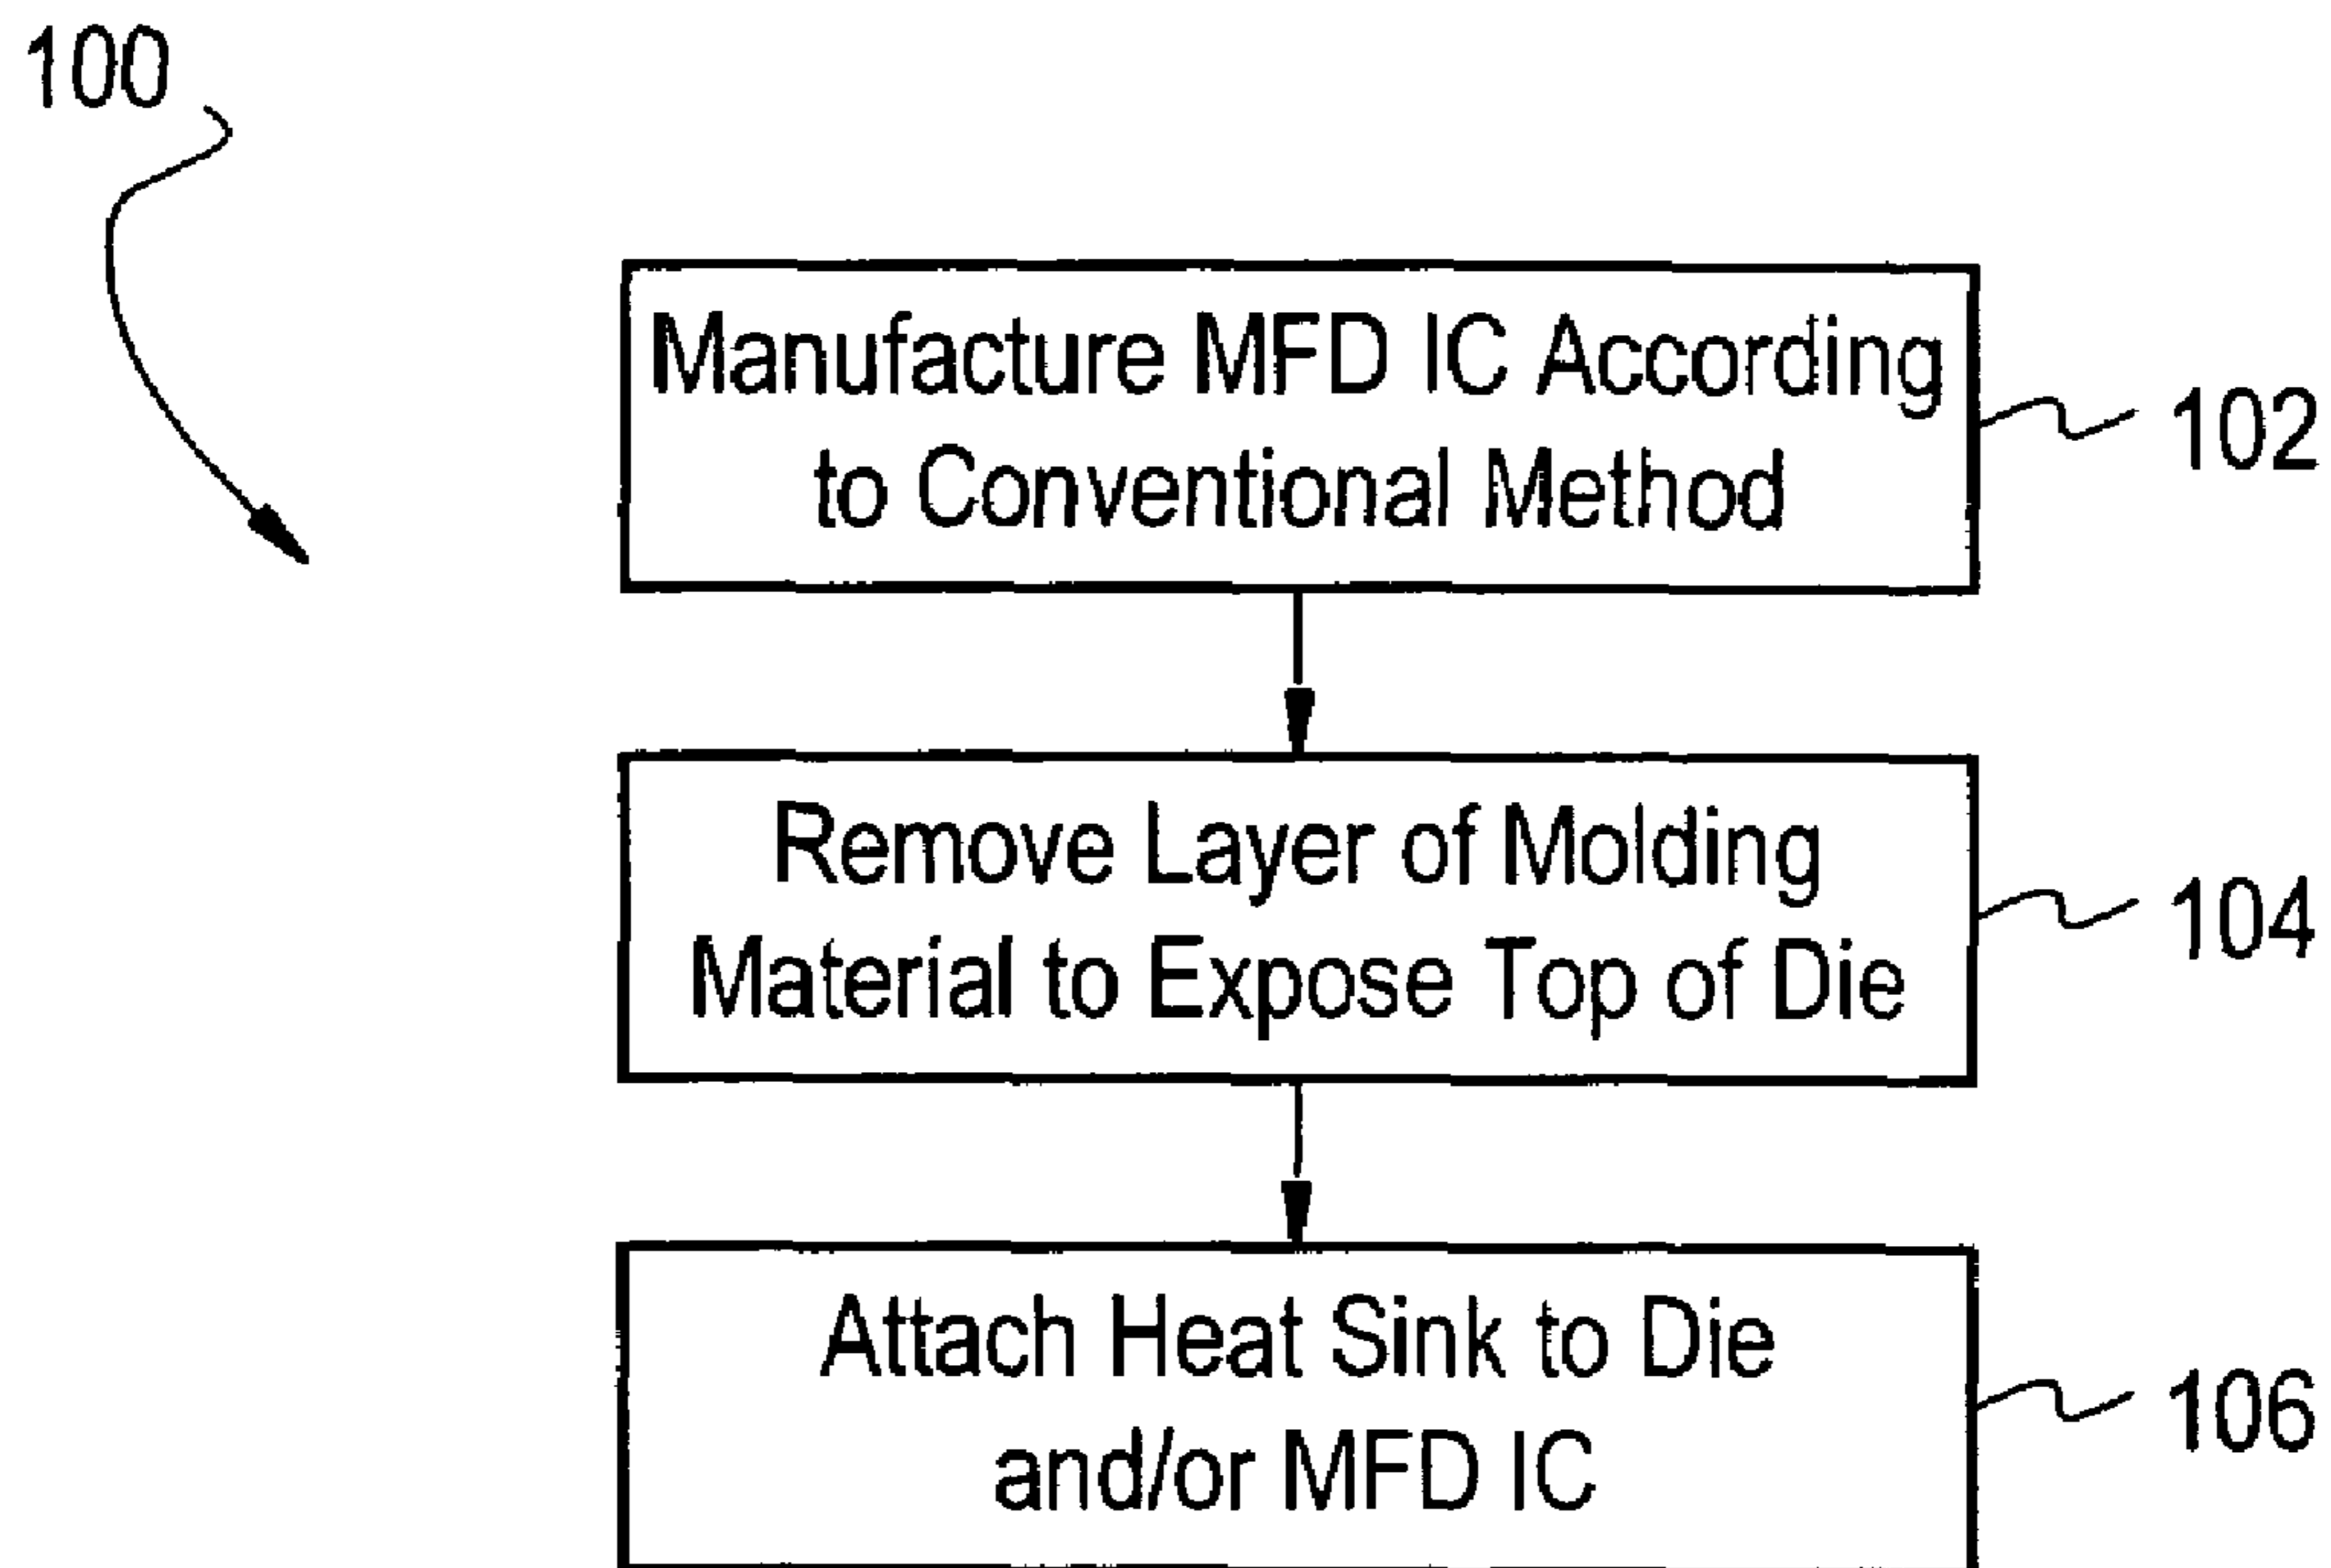 100
Manufacture MFD IC According
to Conventional Method
102
Remove Layer of Molding
Material to Expose Top of Die
104
Attach Heat Sink to Die
and/or MFD IC
106